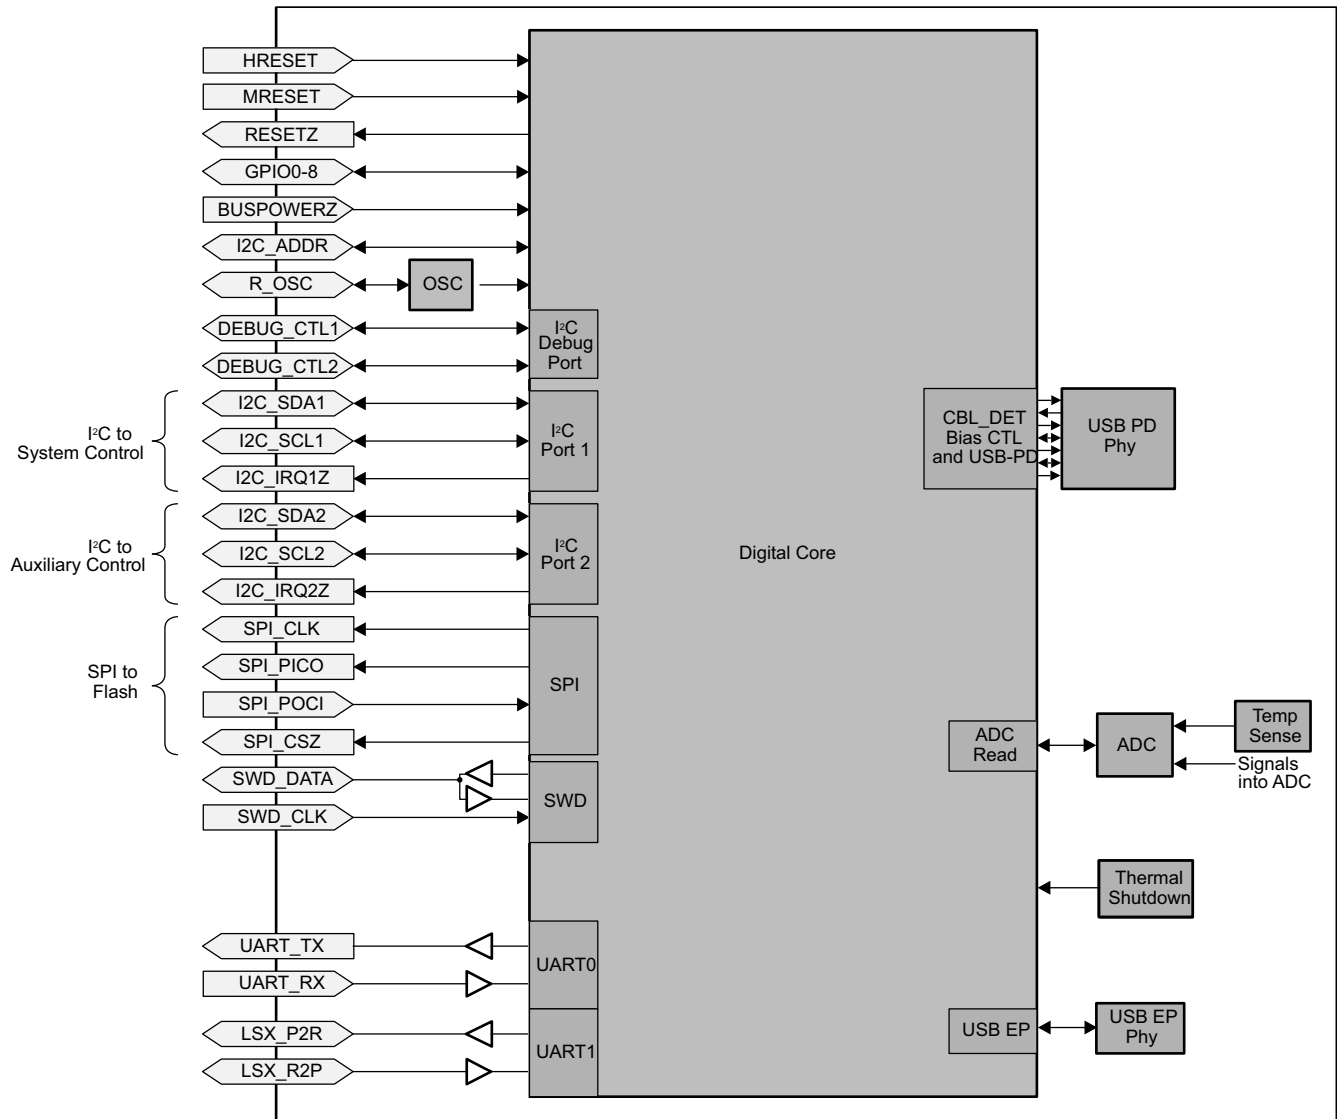 HRESET
MRESET
RESETZ
GPIO0-8
BUSPOWERZ
I2C_ADDR
R_OSC
OSC
DEBUG_CTL1
DEBUG_CTL2
I²C
Debug
Port
I²C to
System Control
I2C_SDA1
I2C_SCL1
I2C_IRQ1Z
I²C
Port 1
I²C to
Auxiliary Control
I2C_SDA2
I2C_SCL2
I2C_IRQ2Z
I²C
Port 2
SPI to
Flash
SPI_CLK
SPI_PICO
SPI_POCI
SPI_CSZ
SPI
SWD_DATA
SWD_CLK
SWD
UART_TX
UART_RX
UART0
LSX_P2R
LSX_R2P
UART1
Digital Core
CBL_DET
Bias CTL
and USB-PD
USB PD
Phy
ADC
Read
ADC
Temp
Sense
Signals
into ADC
Thermal
Shutdown
USB EP
USB EP
Phy